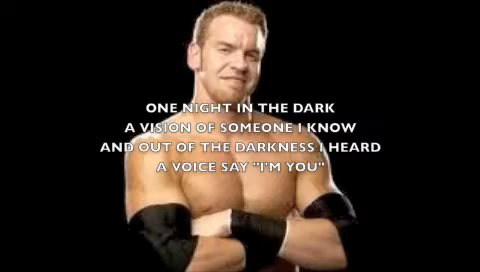 ONE NIGHT IN THE DARK
A VISION OF SOMEONE I KNOW
AND OUT OF THE DARKNESS I HEARD
A VOICE SAY "I'M YOU"